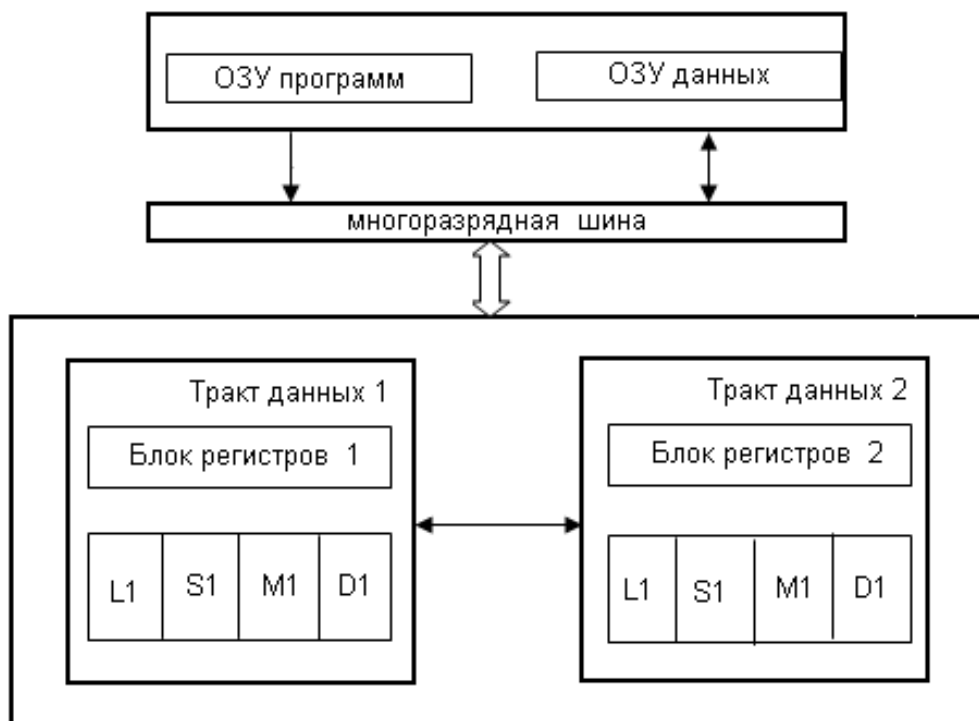 ОЗУ программ
ОЗУ данных
многоразрядная шина
Тракт данных 1
Блок регистров 1
L1 S1 M1 D1
Тракт данных 2
Блок регистров 2
L1 S1 M1 D1